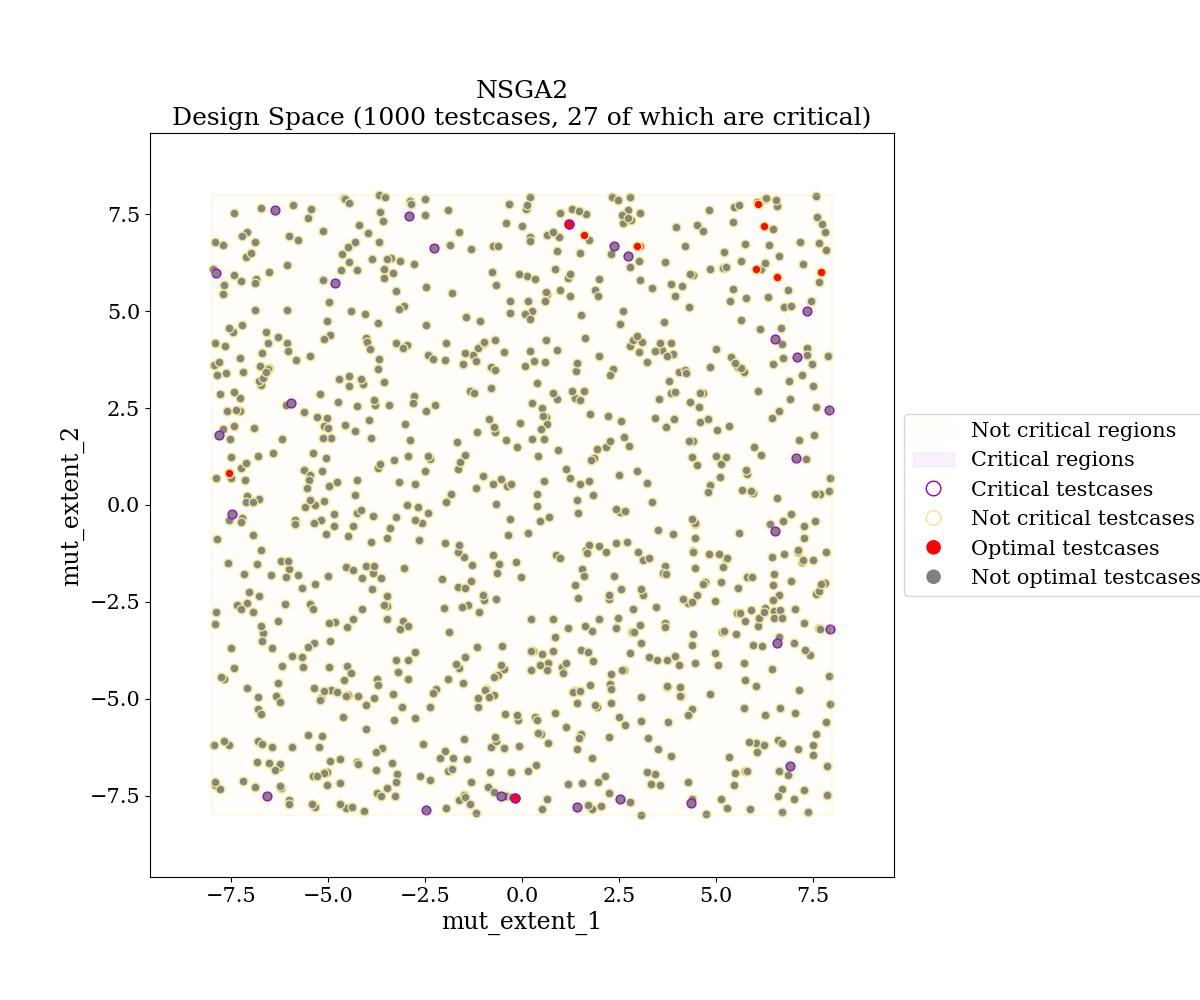 NSGA2
Design Space (1000 testcases, 27 of which are critical)
7.5
5.0
2.5
0.0
−2.5
−5.0
−7.5
mut_extent_2
−7.5
−5.0
−2.5
0.0
2.5
5.0
7.5
mut_extent_1
Not critical regions
Critical regions
Critical testcases
Not critical testcases
Optimal testcases
Not optimal testcases